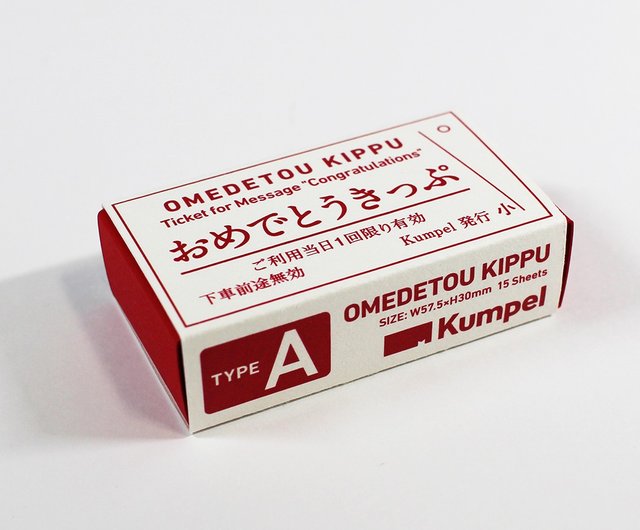 OMEDETOU KIPPU
Ticket for Message "Congratulations"
おめでとうきっぷ
ご利用当日1回限り有効
下車前途無効
Kumpel 発行 小
OMEDETOU KIPPU
SIZE: W57.5×H30mm 15 Sheets
TYPE A
Kumpel